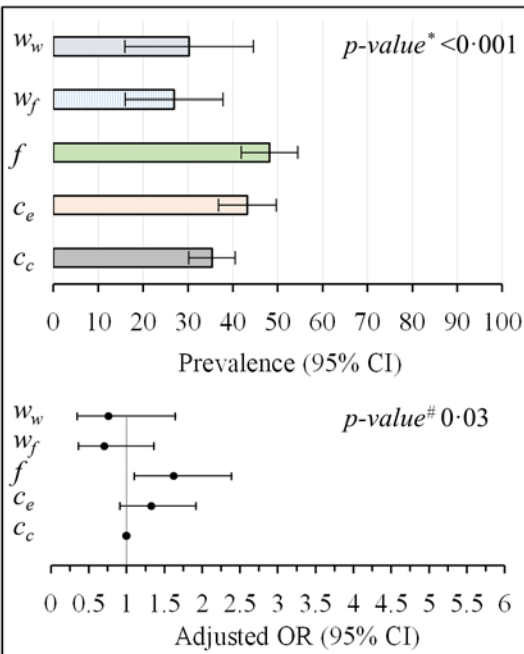 w_w
p-value* <0·001
w_f
f
c_e
c_c
0 10 20 30 40 50 60 70 80 90 100
Prevalence (95% CI)
w_w
p-value# 0·03
w_f
f
c_e
c_c
0 0.5 1 1.5 2 2.5 3 3.5 4 4.5 5 5.5 6
Adjusted OR (95% CI)